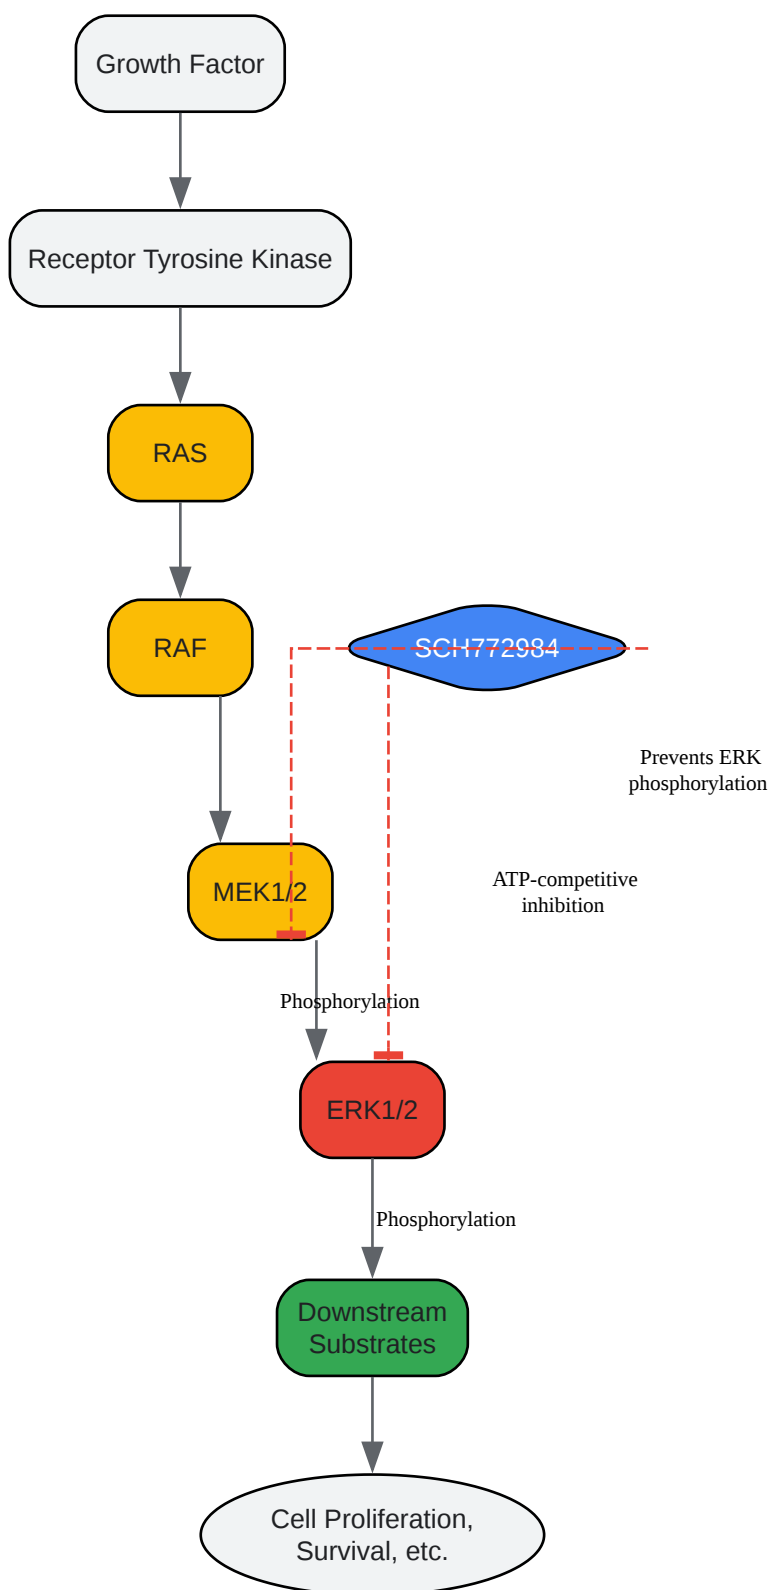 Growth Factor
Receptor Tyrosine Kinase
RAS
RAF
SCH772984
Prevents ERK
phosphorylation
MEK1/2
ATP-competitive
inhibition
Phosphorylation
ERK1/2
Phosphorylation
Downstream
Substrates
Cell Proliferation,
Survival, etc.